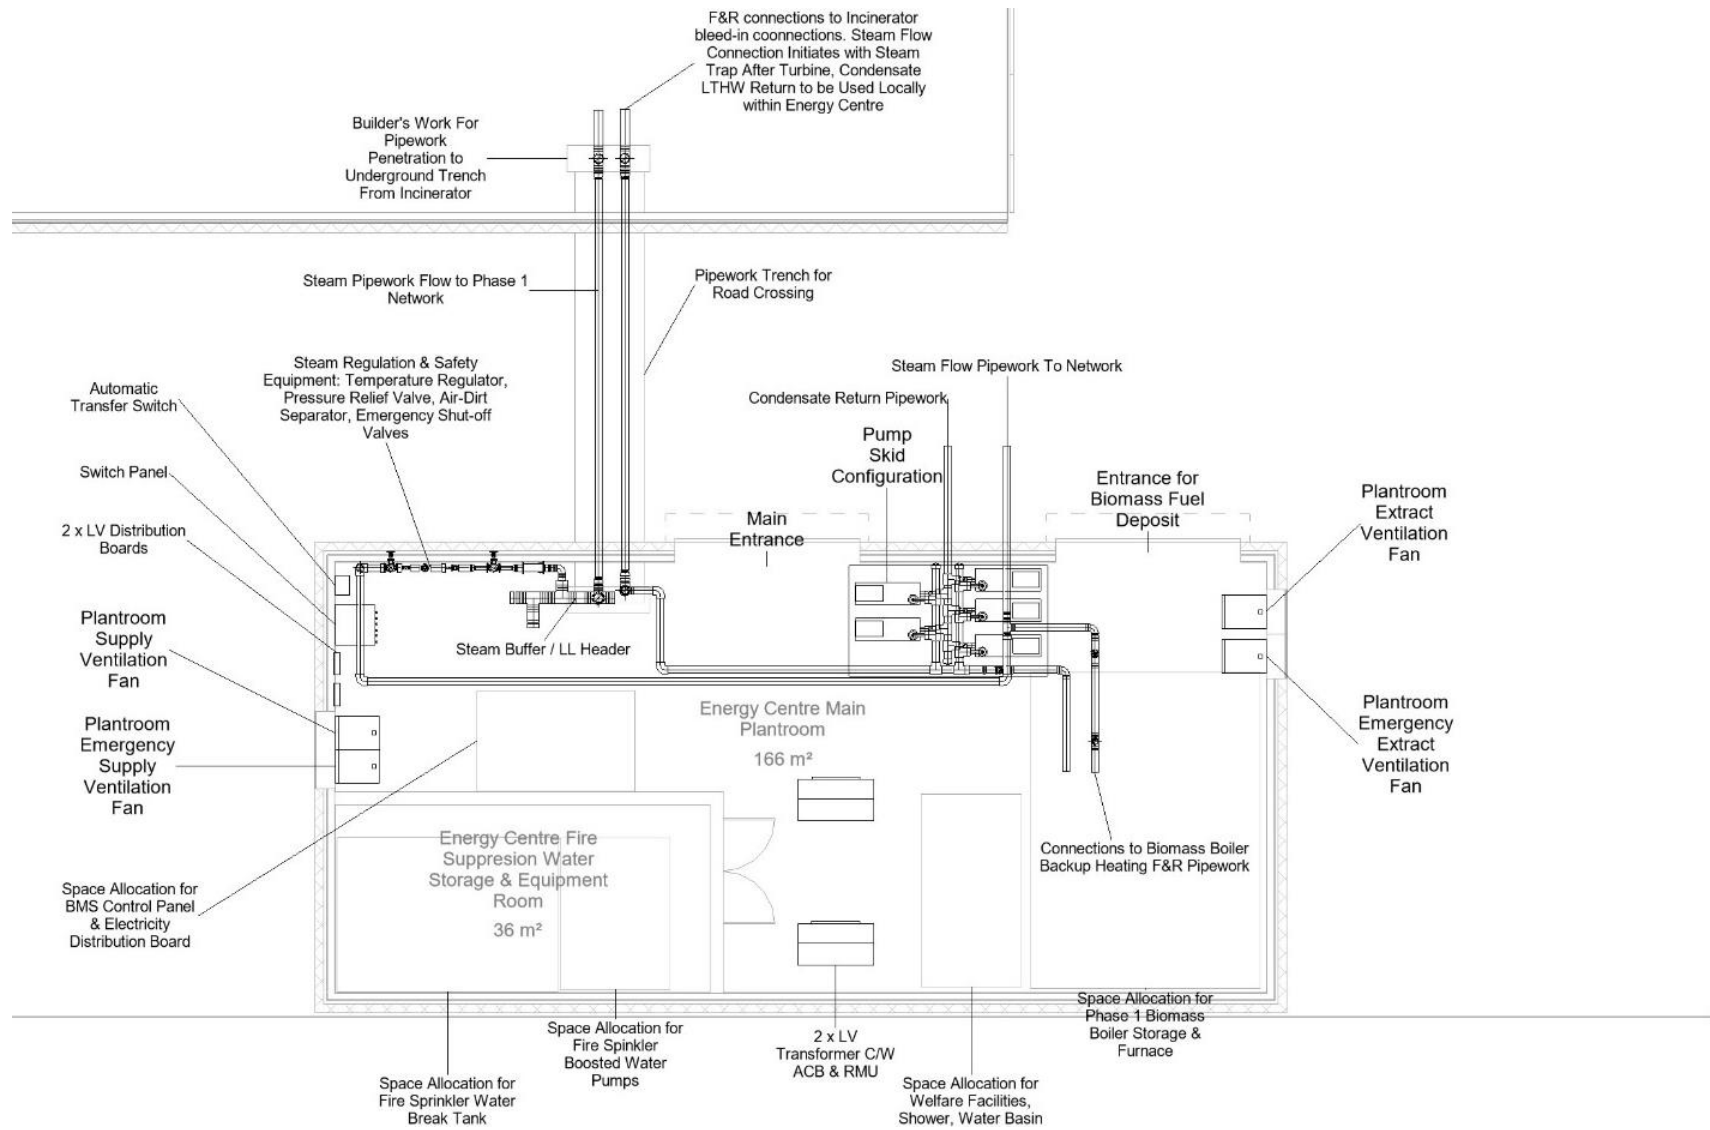 F&R connections to Incinerator
bleed-in coonnections. Steam Flow
Connection Initiates with Steam
Trap After Turbine, Condensate
LTHW Return to be Used Locally
within Energy Centre
Builder's Work For
Pipework
Penetration to
Underground Trench
From Incinerator
Steam Pipework Flow to Phase 1
Network
Pipework Trench for
Road Crossing
Steam Regulation & Safety
Equipment: Temperature Regulator,
Pressure Relief Valve, Air-Dirt
Separator, Emergency Shut-off
Valves
Automatic
Transfer Switch
Steam Flow Pipework To Network
Condensate Return Pipework
Pump
Skid
Configuration
Switch Panel
Entrance for
Biomass Fuel
Deposit
Plantroom
Extract
Ventilation
Fan
2 x LV Distribution
Boards
Main
Entrance
Plantroom
Supply
Ventilation
Fan
Steam Buffer / LL Header
Plantroom
Emergency
Supply
Ventilation
Fan
Energy Centre Main
Plantroom
166 m²
Plantroom
Emergency
Extract
Ventilation
Fan
Energy Centre Fire
Suppresion Water
Storage & Equipment
Room
36 m²
Connections to Biomass Boiler
Backup Heating F&R Pipework
Space Allocation for
BMS Control Panel
& Electricity
Distribution Board
Space Allocation for
Phase 1 Biomass
Boiler Storage &
Furnace
Space Allocation for
Fire Spinkler
Boosted Water
Pumps
2 x LV
Transformer C/W
ACB & RMU
Space Allocation for
Fire Sprinkler Water
Break Tank
Space Allocation for
Welfare Facilities,
Shower, Water Basin